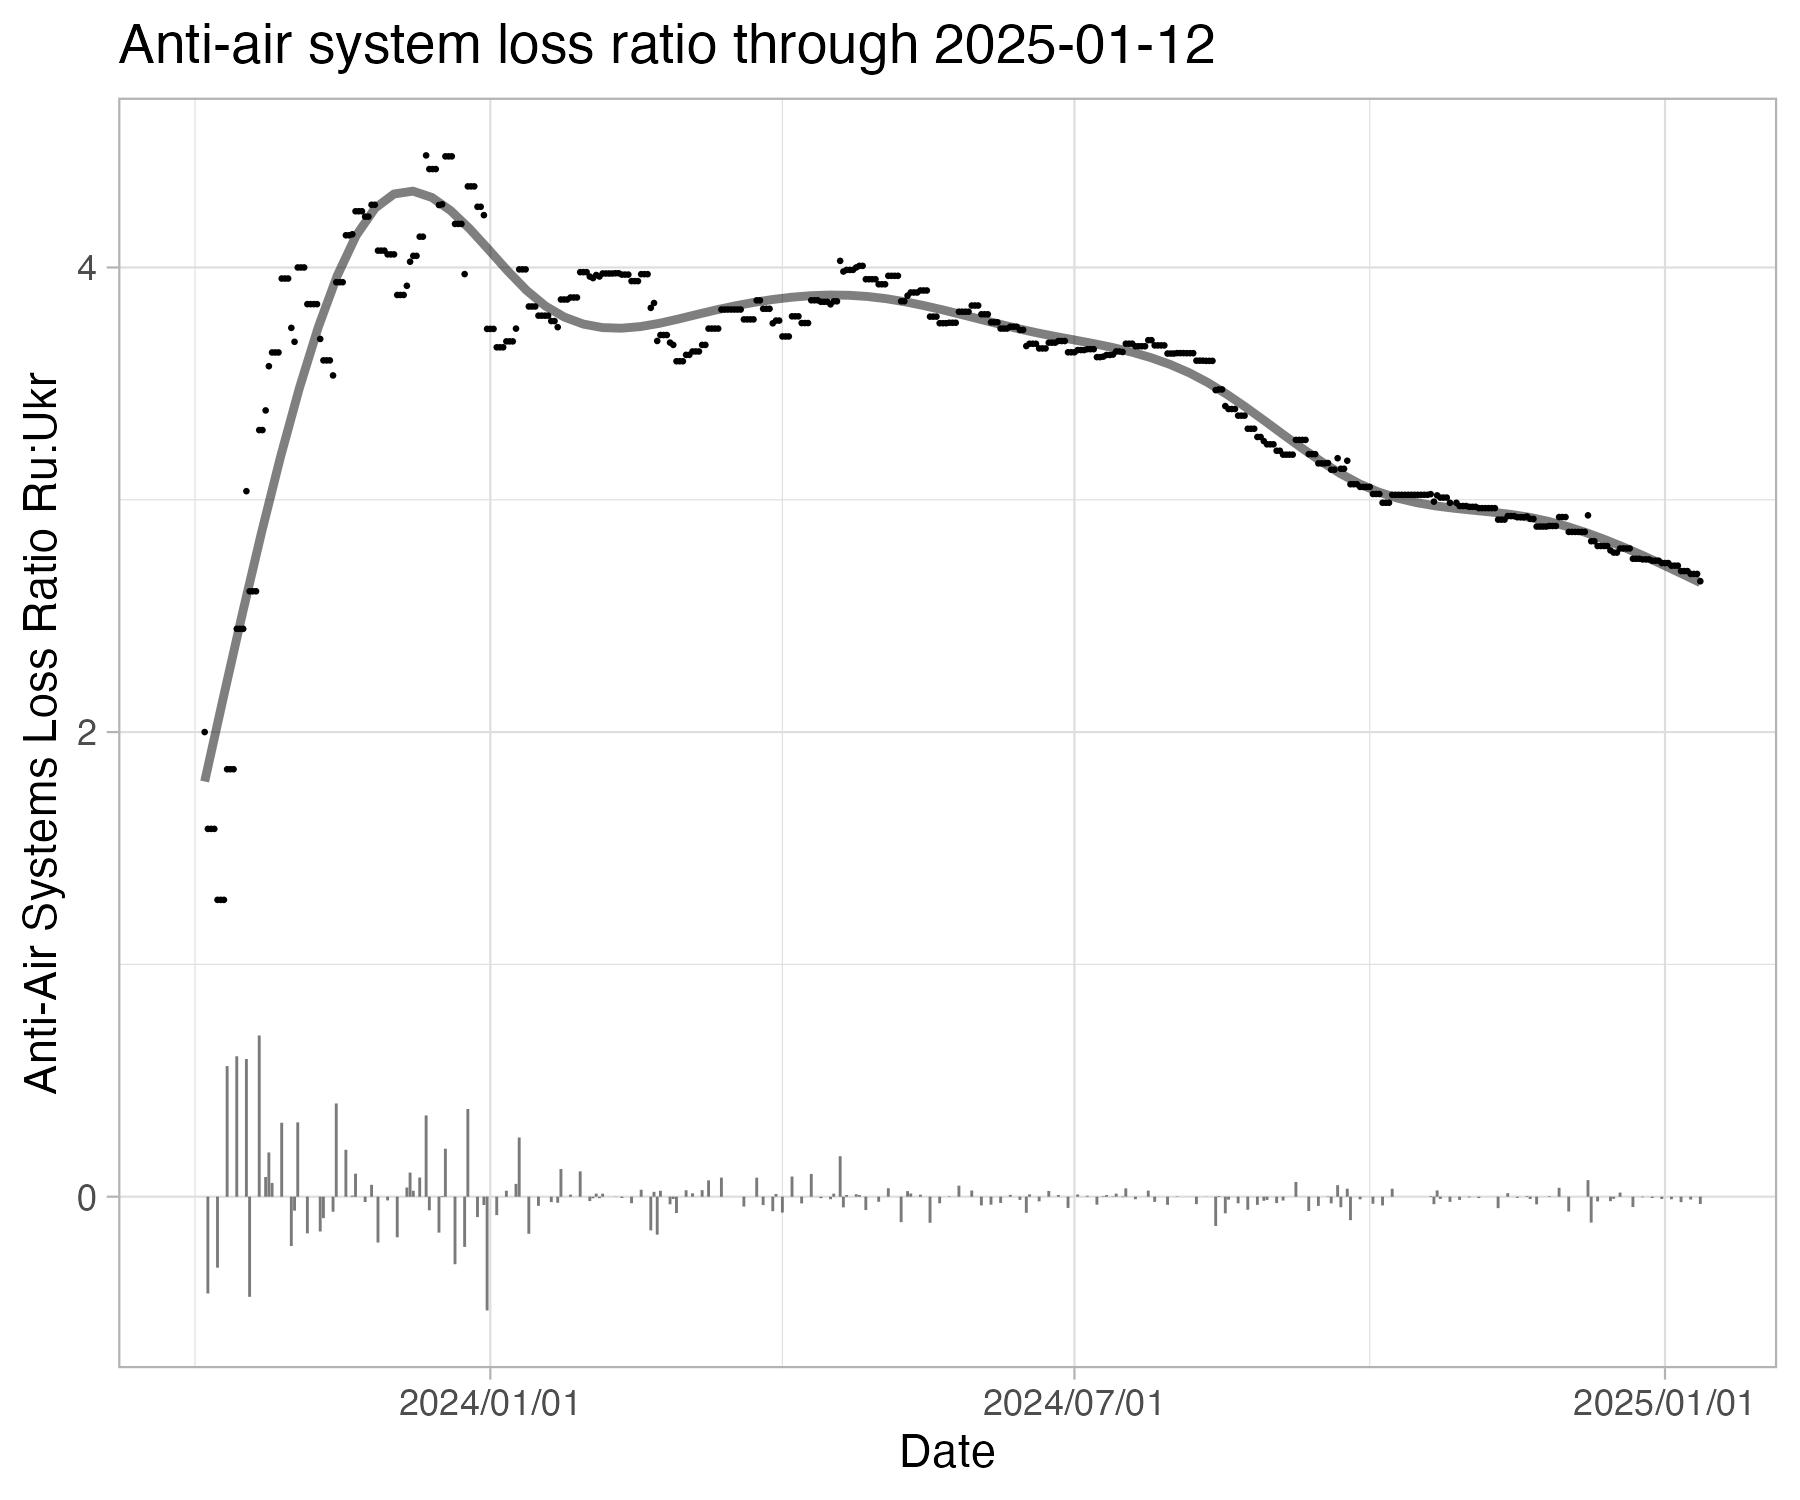 Anti-air system loss ratio through 2025-01-12
Anti-Air Systems Loss Ratio Ru:Ukr
4
2
0
2024/01/01
2024/07/01
2025/01/01
Date